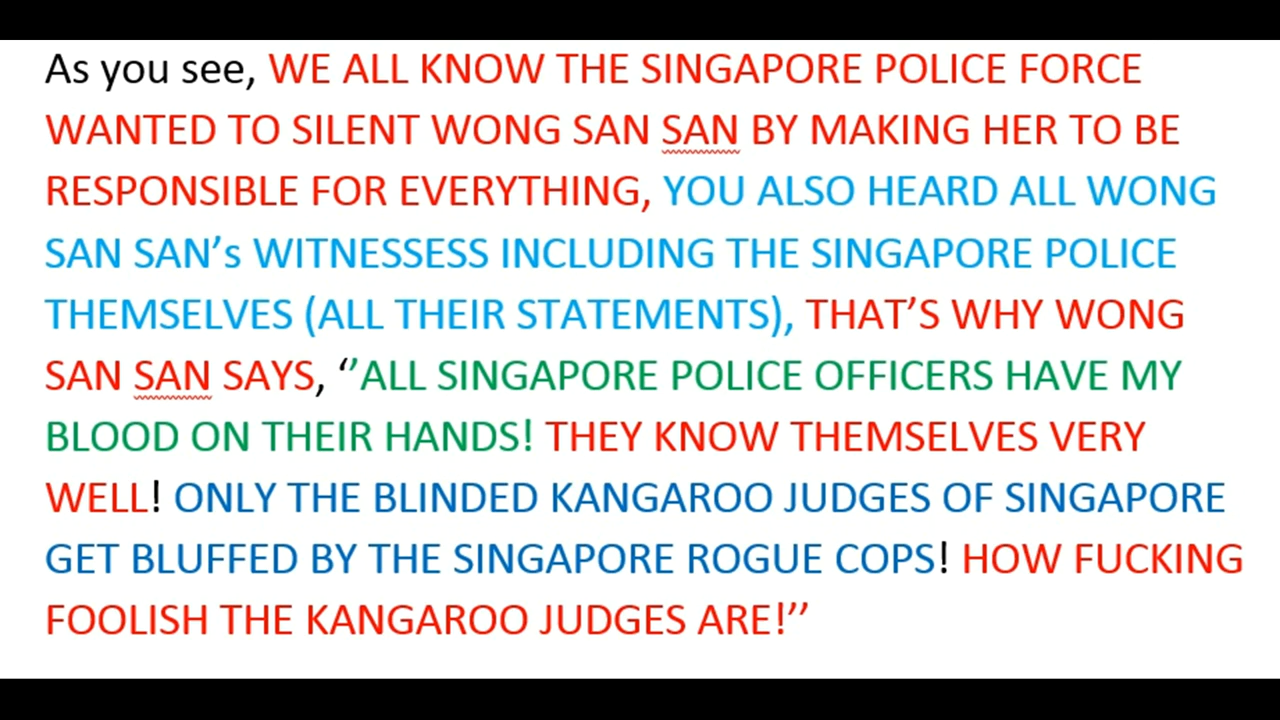 As you see, WE ALL KNOW THE SINGAPORE POLICE FORCE
WANTED TO SILENT WONG SAN SAN BY MAKING HER TO BE
RESPONSIBLE FOR EVERYTHING, YOU ALSO HEARD ALL WONG
SAN SAN’s WITNESSESS INCLUDING THE SINGAPORE POLICE
THEMSELVES (ALL THEIR STATEMENTS), THAT’S WHY WONG
SAN SAN SAYS, ‘’ALL SINGAPORE POLICE OFFICERS HAVE MY
BLOOD ON THEIR HANDS! THEY KNOW THEMSELVES VERY
WELL! ONLY THE BLINDED KANGAROO JUDGES OF SINGAPORE
GET BLUFFED BY THE SINGAPORE ROGUE COPS! HOW FUCKING
FOOLISH THE KANGAROO JUDGES ARE!’’